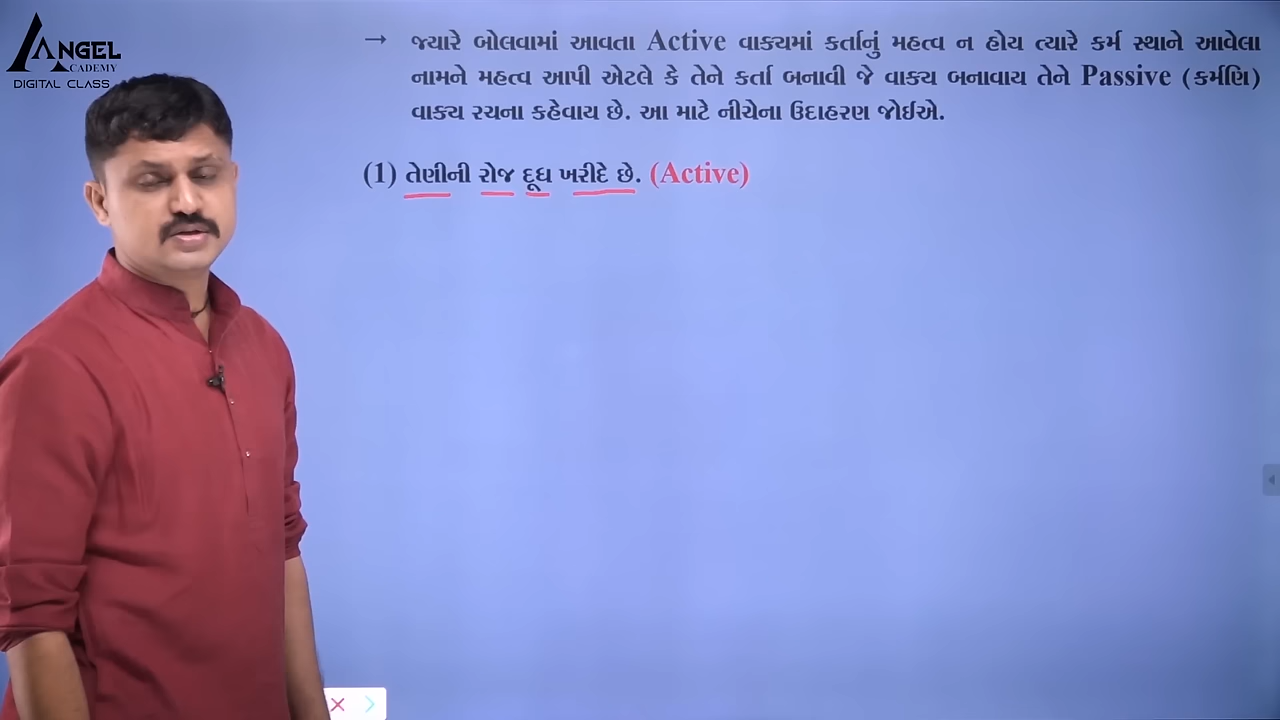 ANGEL
ACADEMY
DIGITAL CLASS
→ જ્યારે બોલવામાં આવતા Active વાક્યમાં કર્તાનું મહત્વ ન હોય ત્યારે કર્મ સ્થાને આવેલા
નામને મહત્વ આપી એટલે કે તેને કર્તા બનાવી જે વાક્ય બનાવાય તેને Passive (કર્મણિ)
વાક્ય રચના કહેવાય છે. આ માટે નીચેના ઉદાહરણ જોઈએ.
(1) તેણીની રોજ દૂધ ખરીદે છે. (Active)